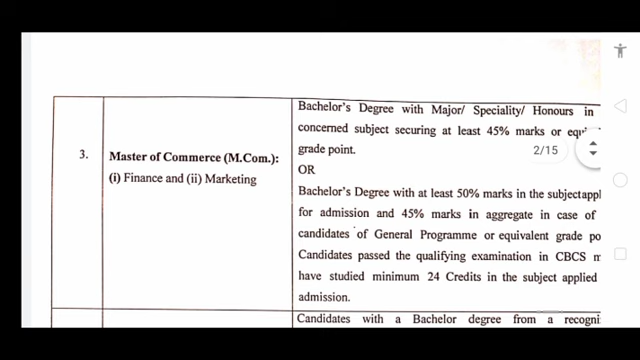 Bachelor's Degree with Major/ Speciality/ Honours in
concerned subject securing at least 45% marks or
grade point.
2/15
3.
Master of Commerce (M.Com.):
(i) Finance and (ii) Marketing
OR
Bachelor's Degree with at least 50% marks in the subject
for admission and 45% marks in aggregate in case of
candidates of General Programme or equivalent grade
Candidates passed the qualifying examination in CBCS
have studied minimum 24 Credits in the subject applied
admission.
Candidates with a Bachelor degree from a